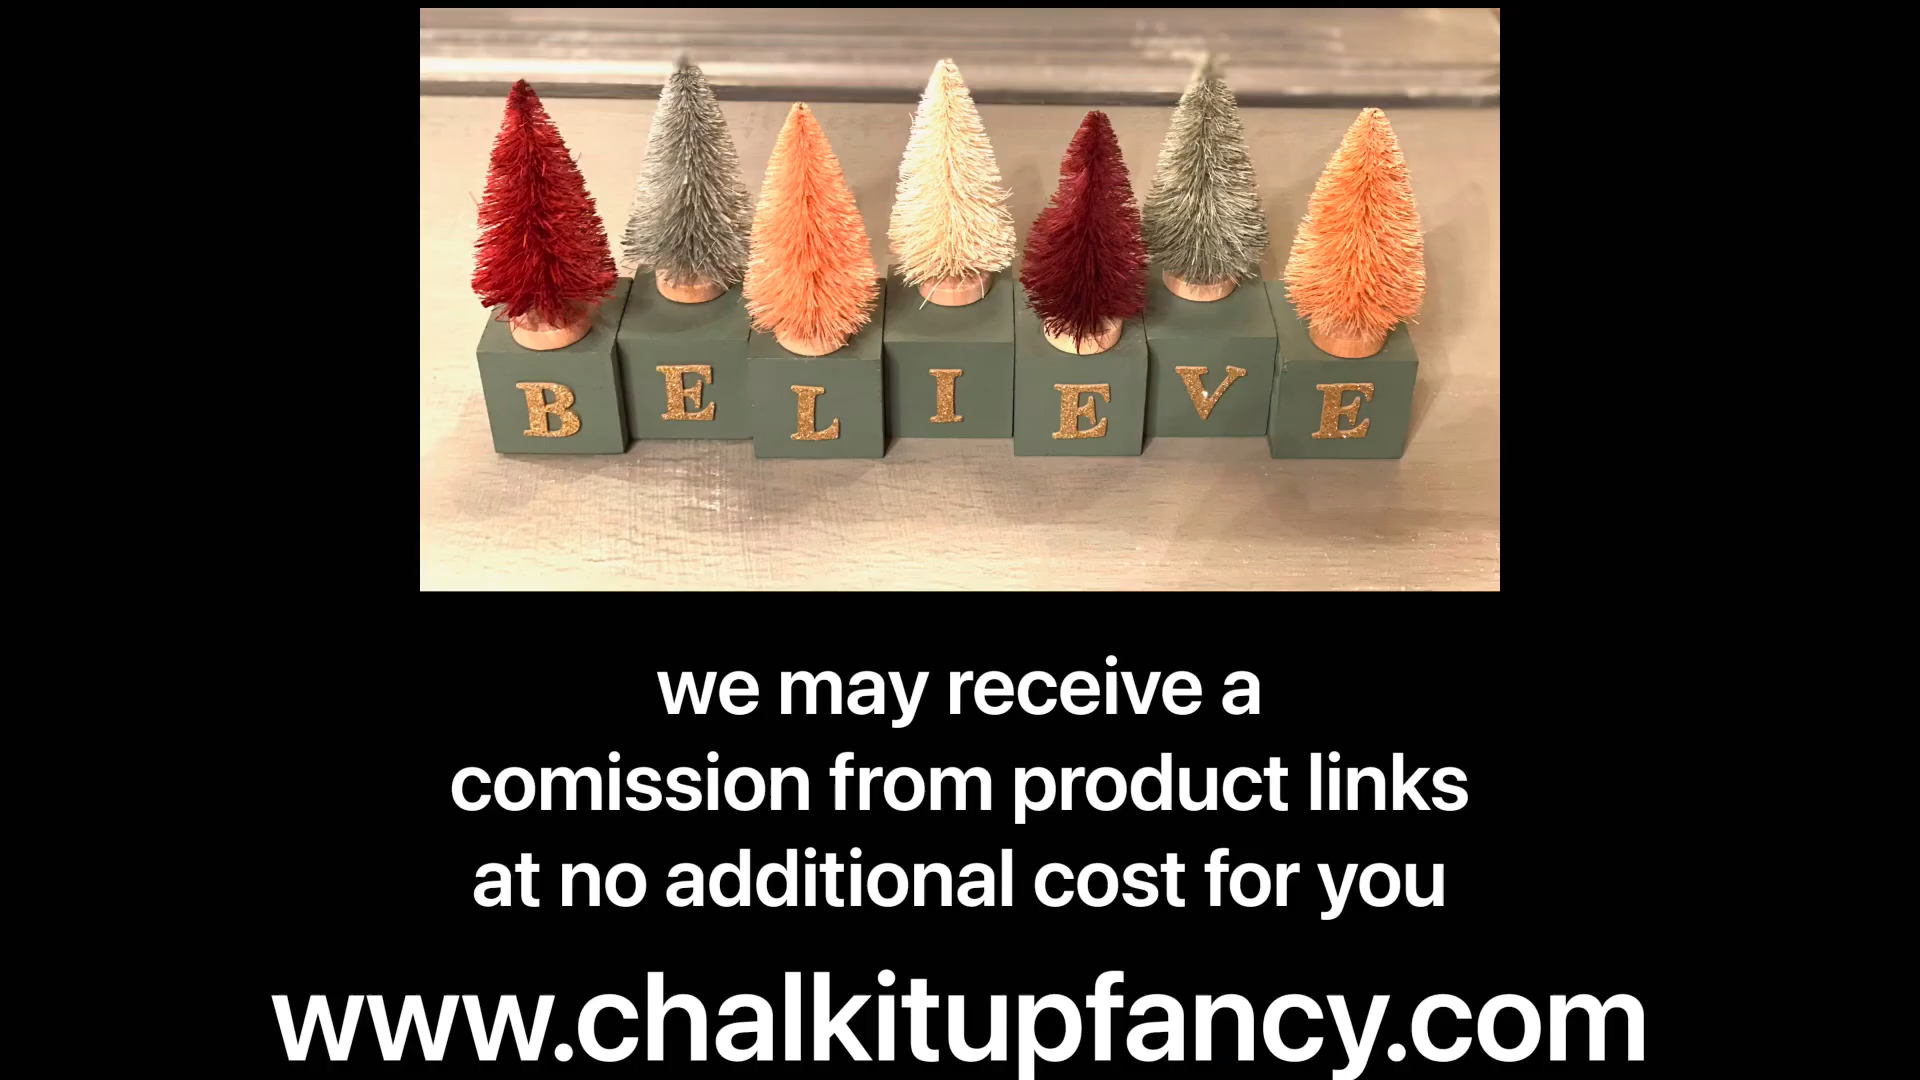 BELIEVE
we may receive a
comission from product links
at no additional cost for you
www.chalkitupfancy.com